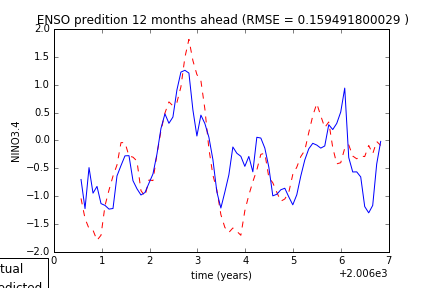 ENSO predition 12 months ahead (RMSE = 0.159491800029 )
2.0
1.5
1.0
0.5
0.0
−0.5
−1.0
−1.5
−2.0
NINO3.4
0 1 2 3 4 5 6 7
time (years)
+2.006e3
tual
edicted